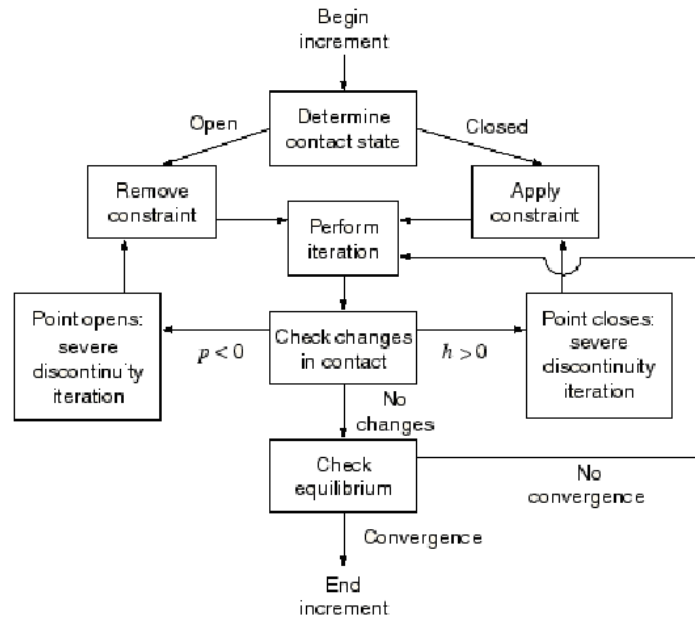 Begin
increment
Determine
contact state
Open
Closed
Remove
constraint
Apply
constraint
Perform
iteration
Point opens:
severe
discontinuity
iteration
p < 0
Check changes
in contact
h > 0
Point closes:
severe
discontinuity
iteration
No
changes
Check
equilibrium
No
convergence
Convergence
End
increment